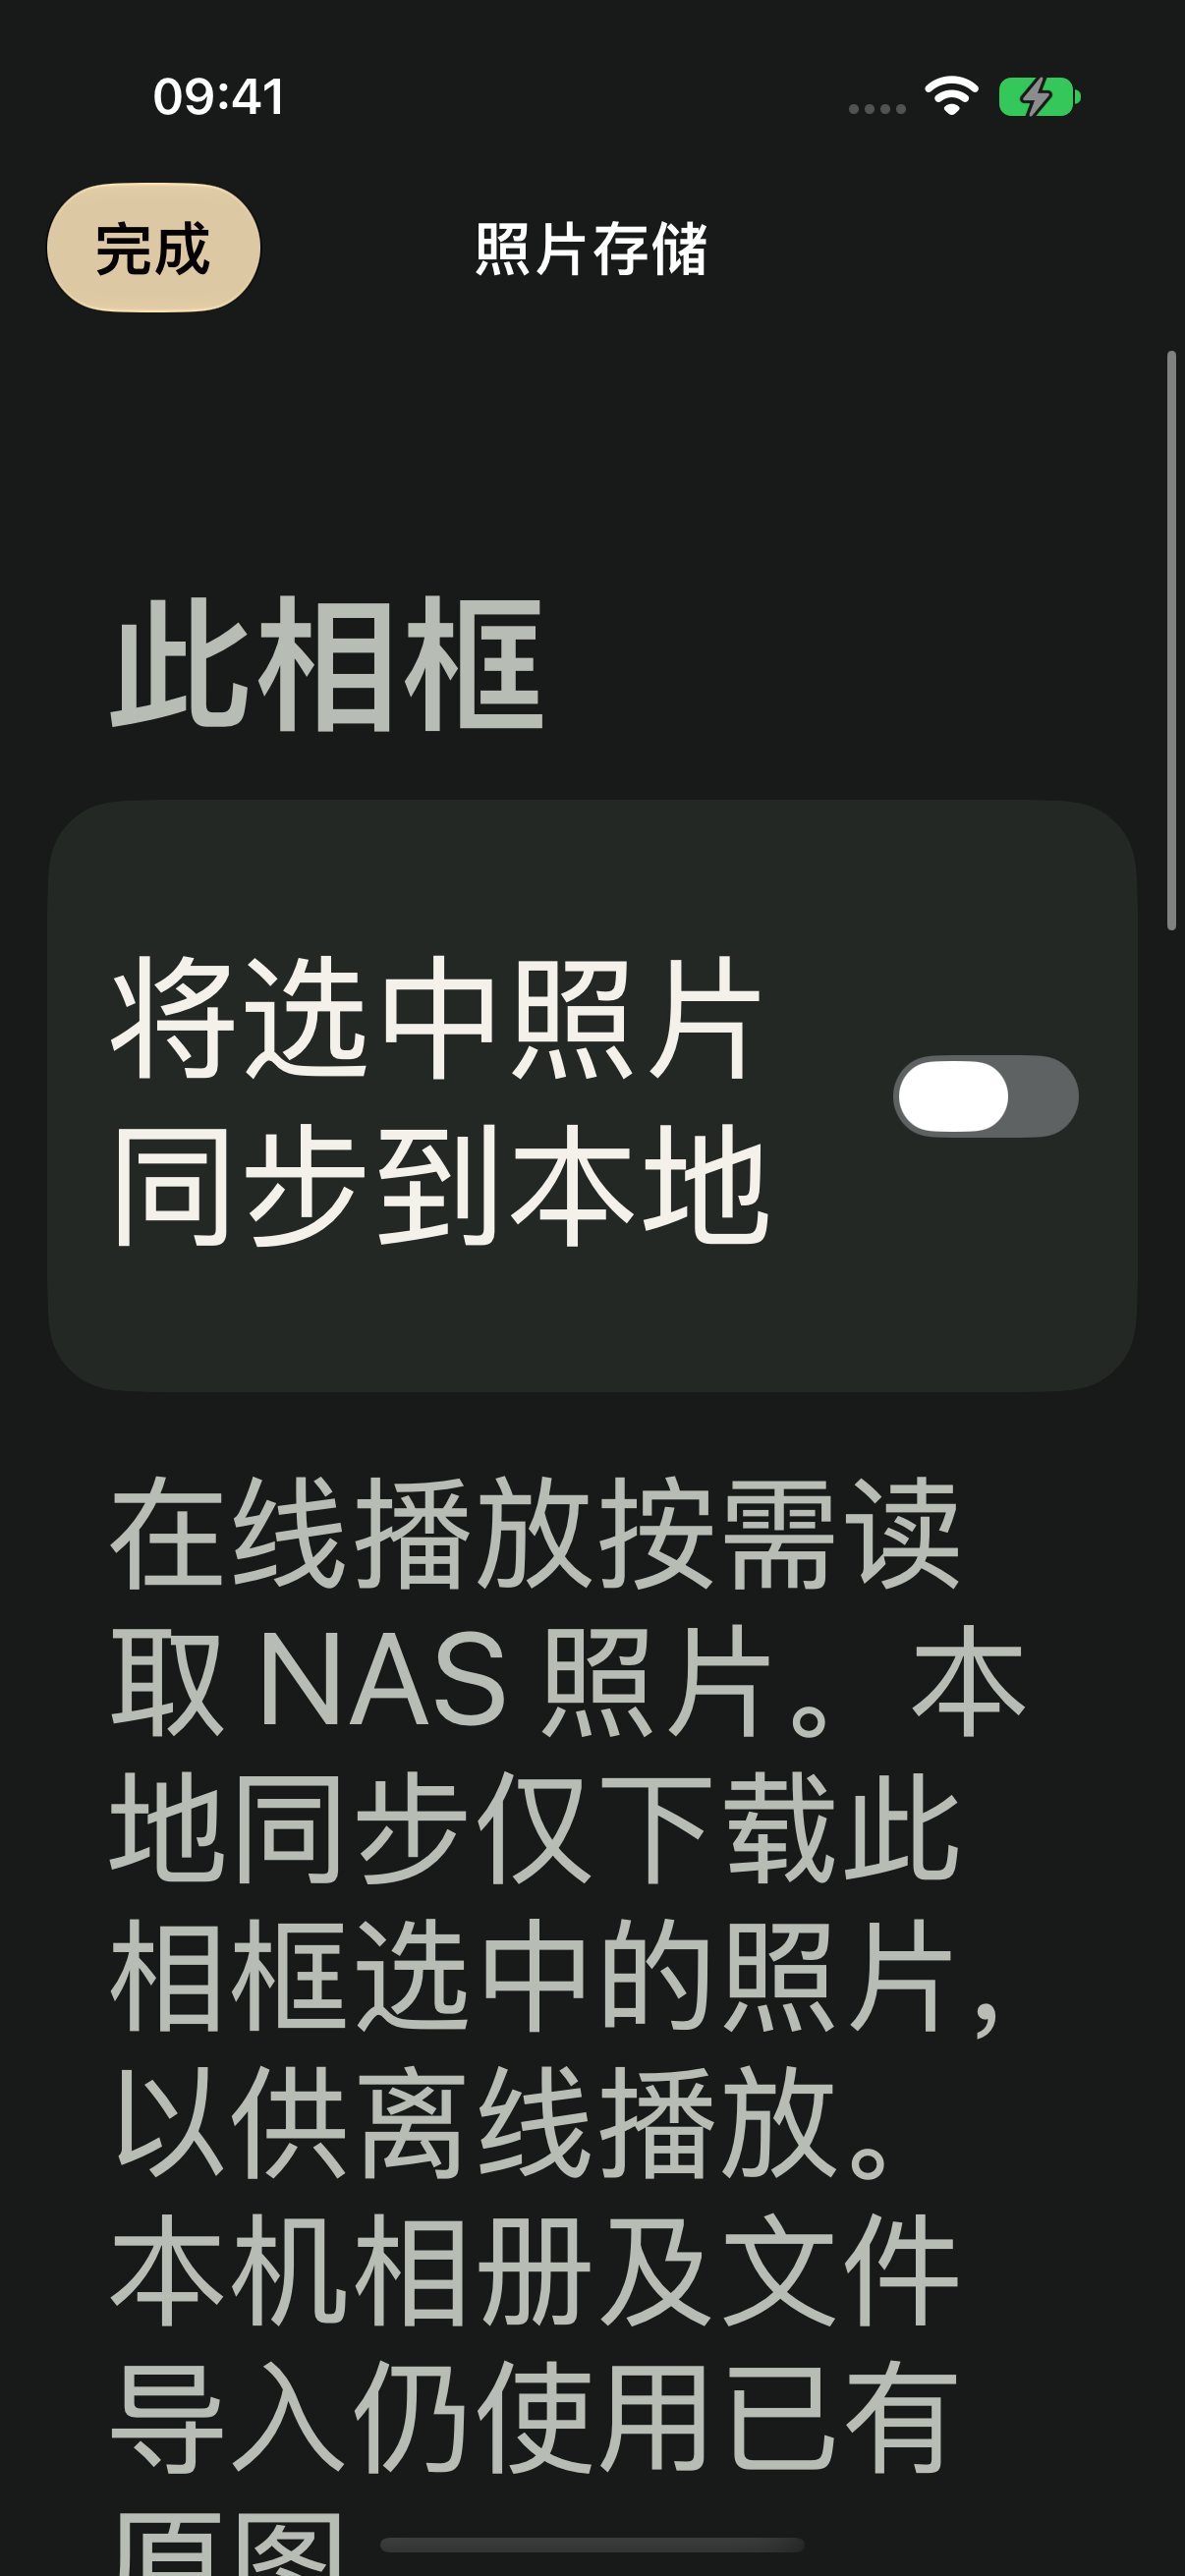 09:41
完成
照片存储
此相框
将选中照片
同步到本地
在线播放按需读
取 NAS 照片。本
地同步仅下载此
相框选中的照片，
以供离线播放。
本机相册及文件
导入仍使用已有
原图